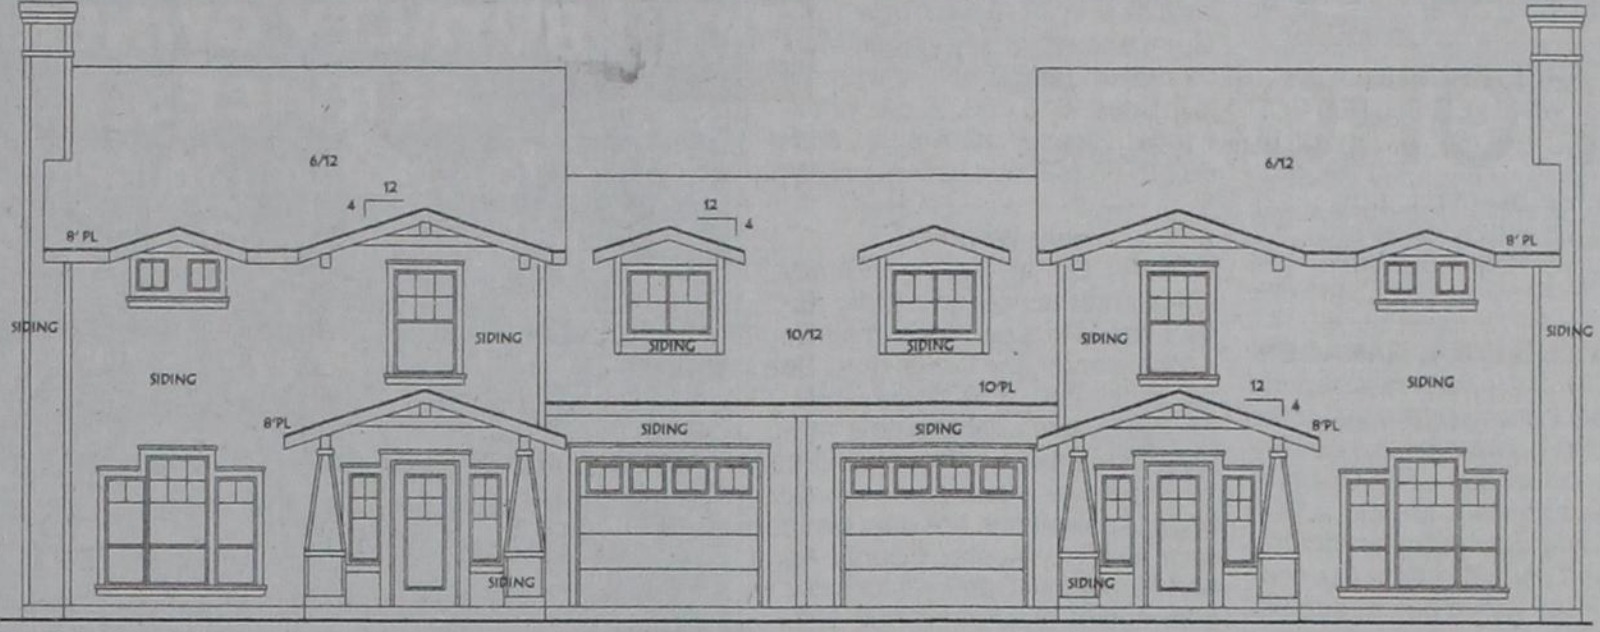 6/12
6/12
12
4
12
4
8' PL
8' PL
SIDING
SIDING
SIDING
SIDING
10/12
SIDING
SIDING
SIDING
SIDING
SIDING
10'PL
12
4
8'PL
SIDING
SIDING
8'PL
SIDING
SIDING